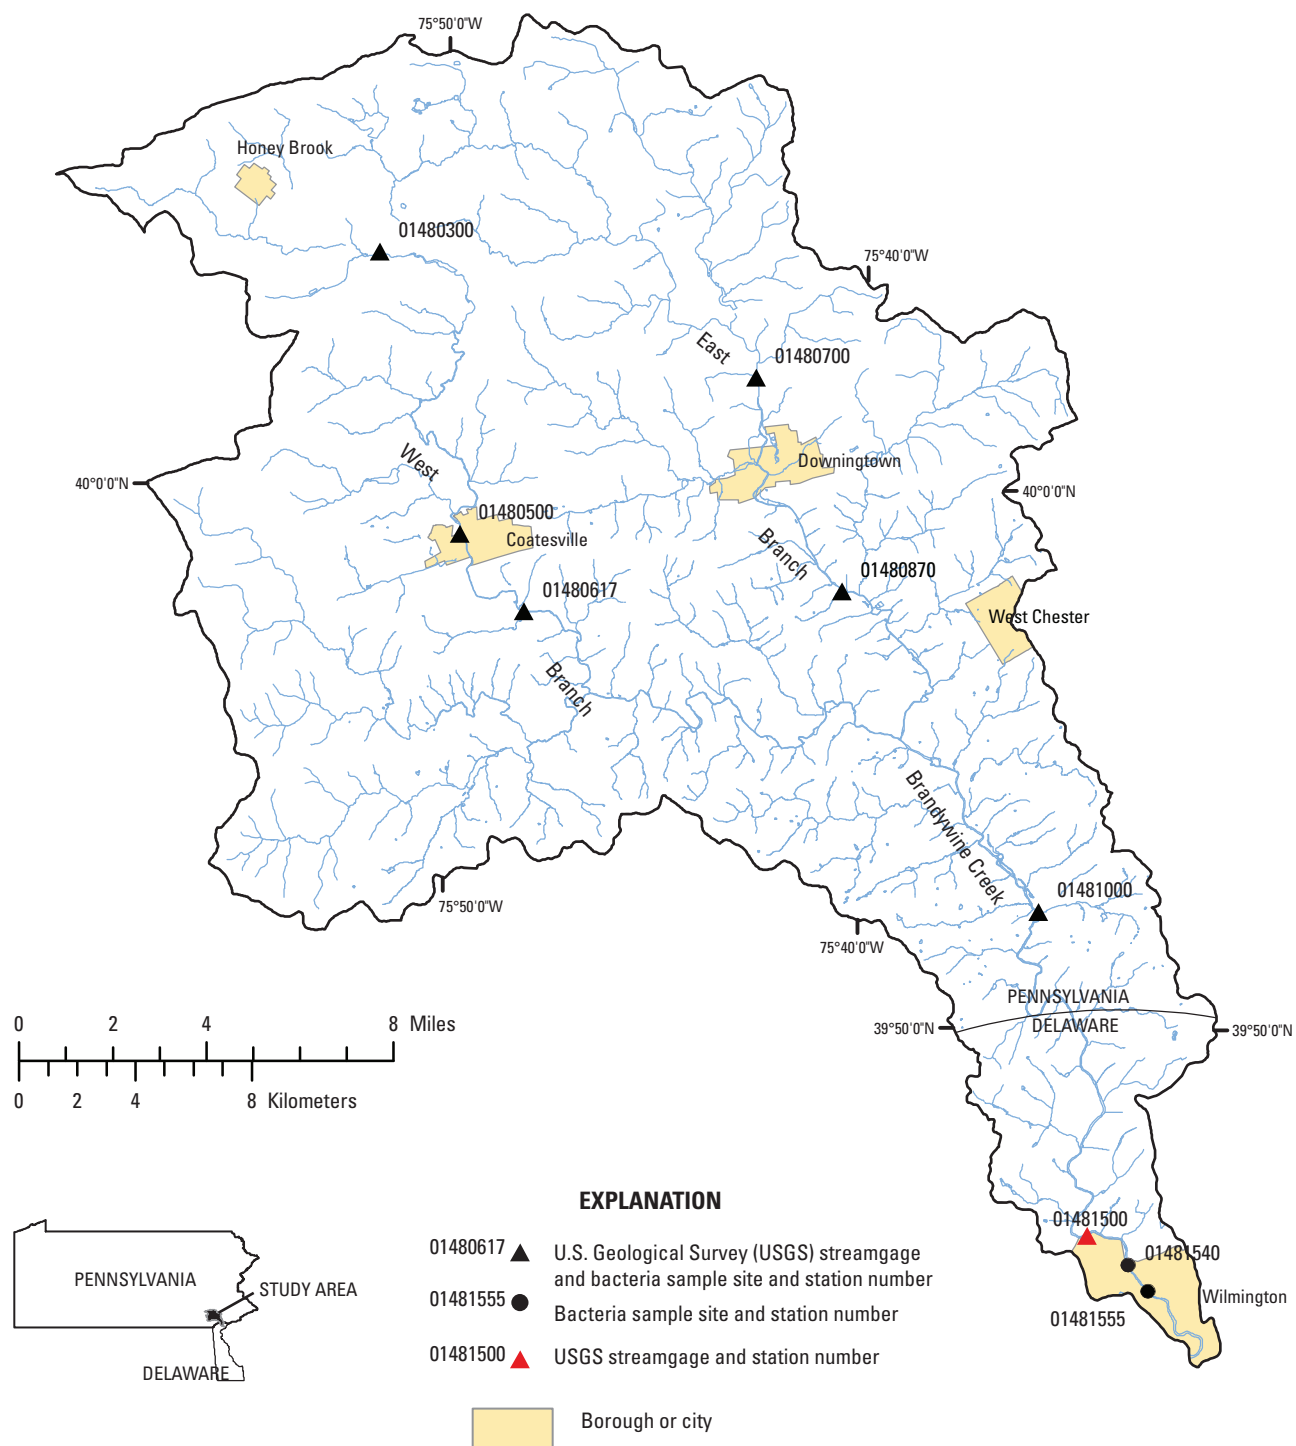 75°50'0"W
Honey Brook
01480300
75°40'0"W
East
01480700
West
Downingtown
40°0'0"N
40°0'0"N
01480500
Coatesville
Branch
01480870
01480617
West Chester
Branch
Brandywine Creek
01481000
75°50'0"W
75°40'0"W
PENNSYLVANIA
DELAWARE
39°50'0"N
39°50'0"N
0 2 4 8 Miles
0 2 4 8 Kilometers
01481500
01481540
Wilmington
01481555
EXPLANATION
01480617 U.S. Geological Survey (USGS) streamgage
and bacteria sample site and station number
01481555 Bacteria sample site and station number
01481500 USGS streamgage and station number
Borough or city
PENNSYLVANIA
STUDY AREA
DELAWARE